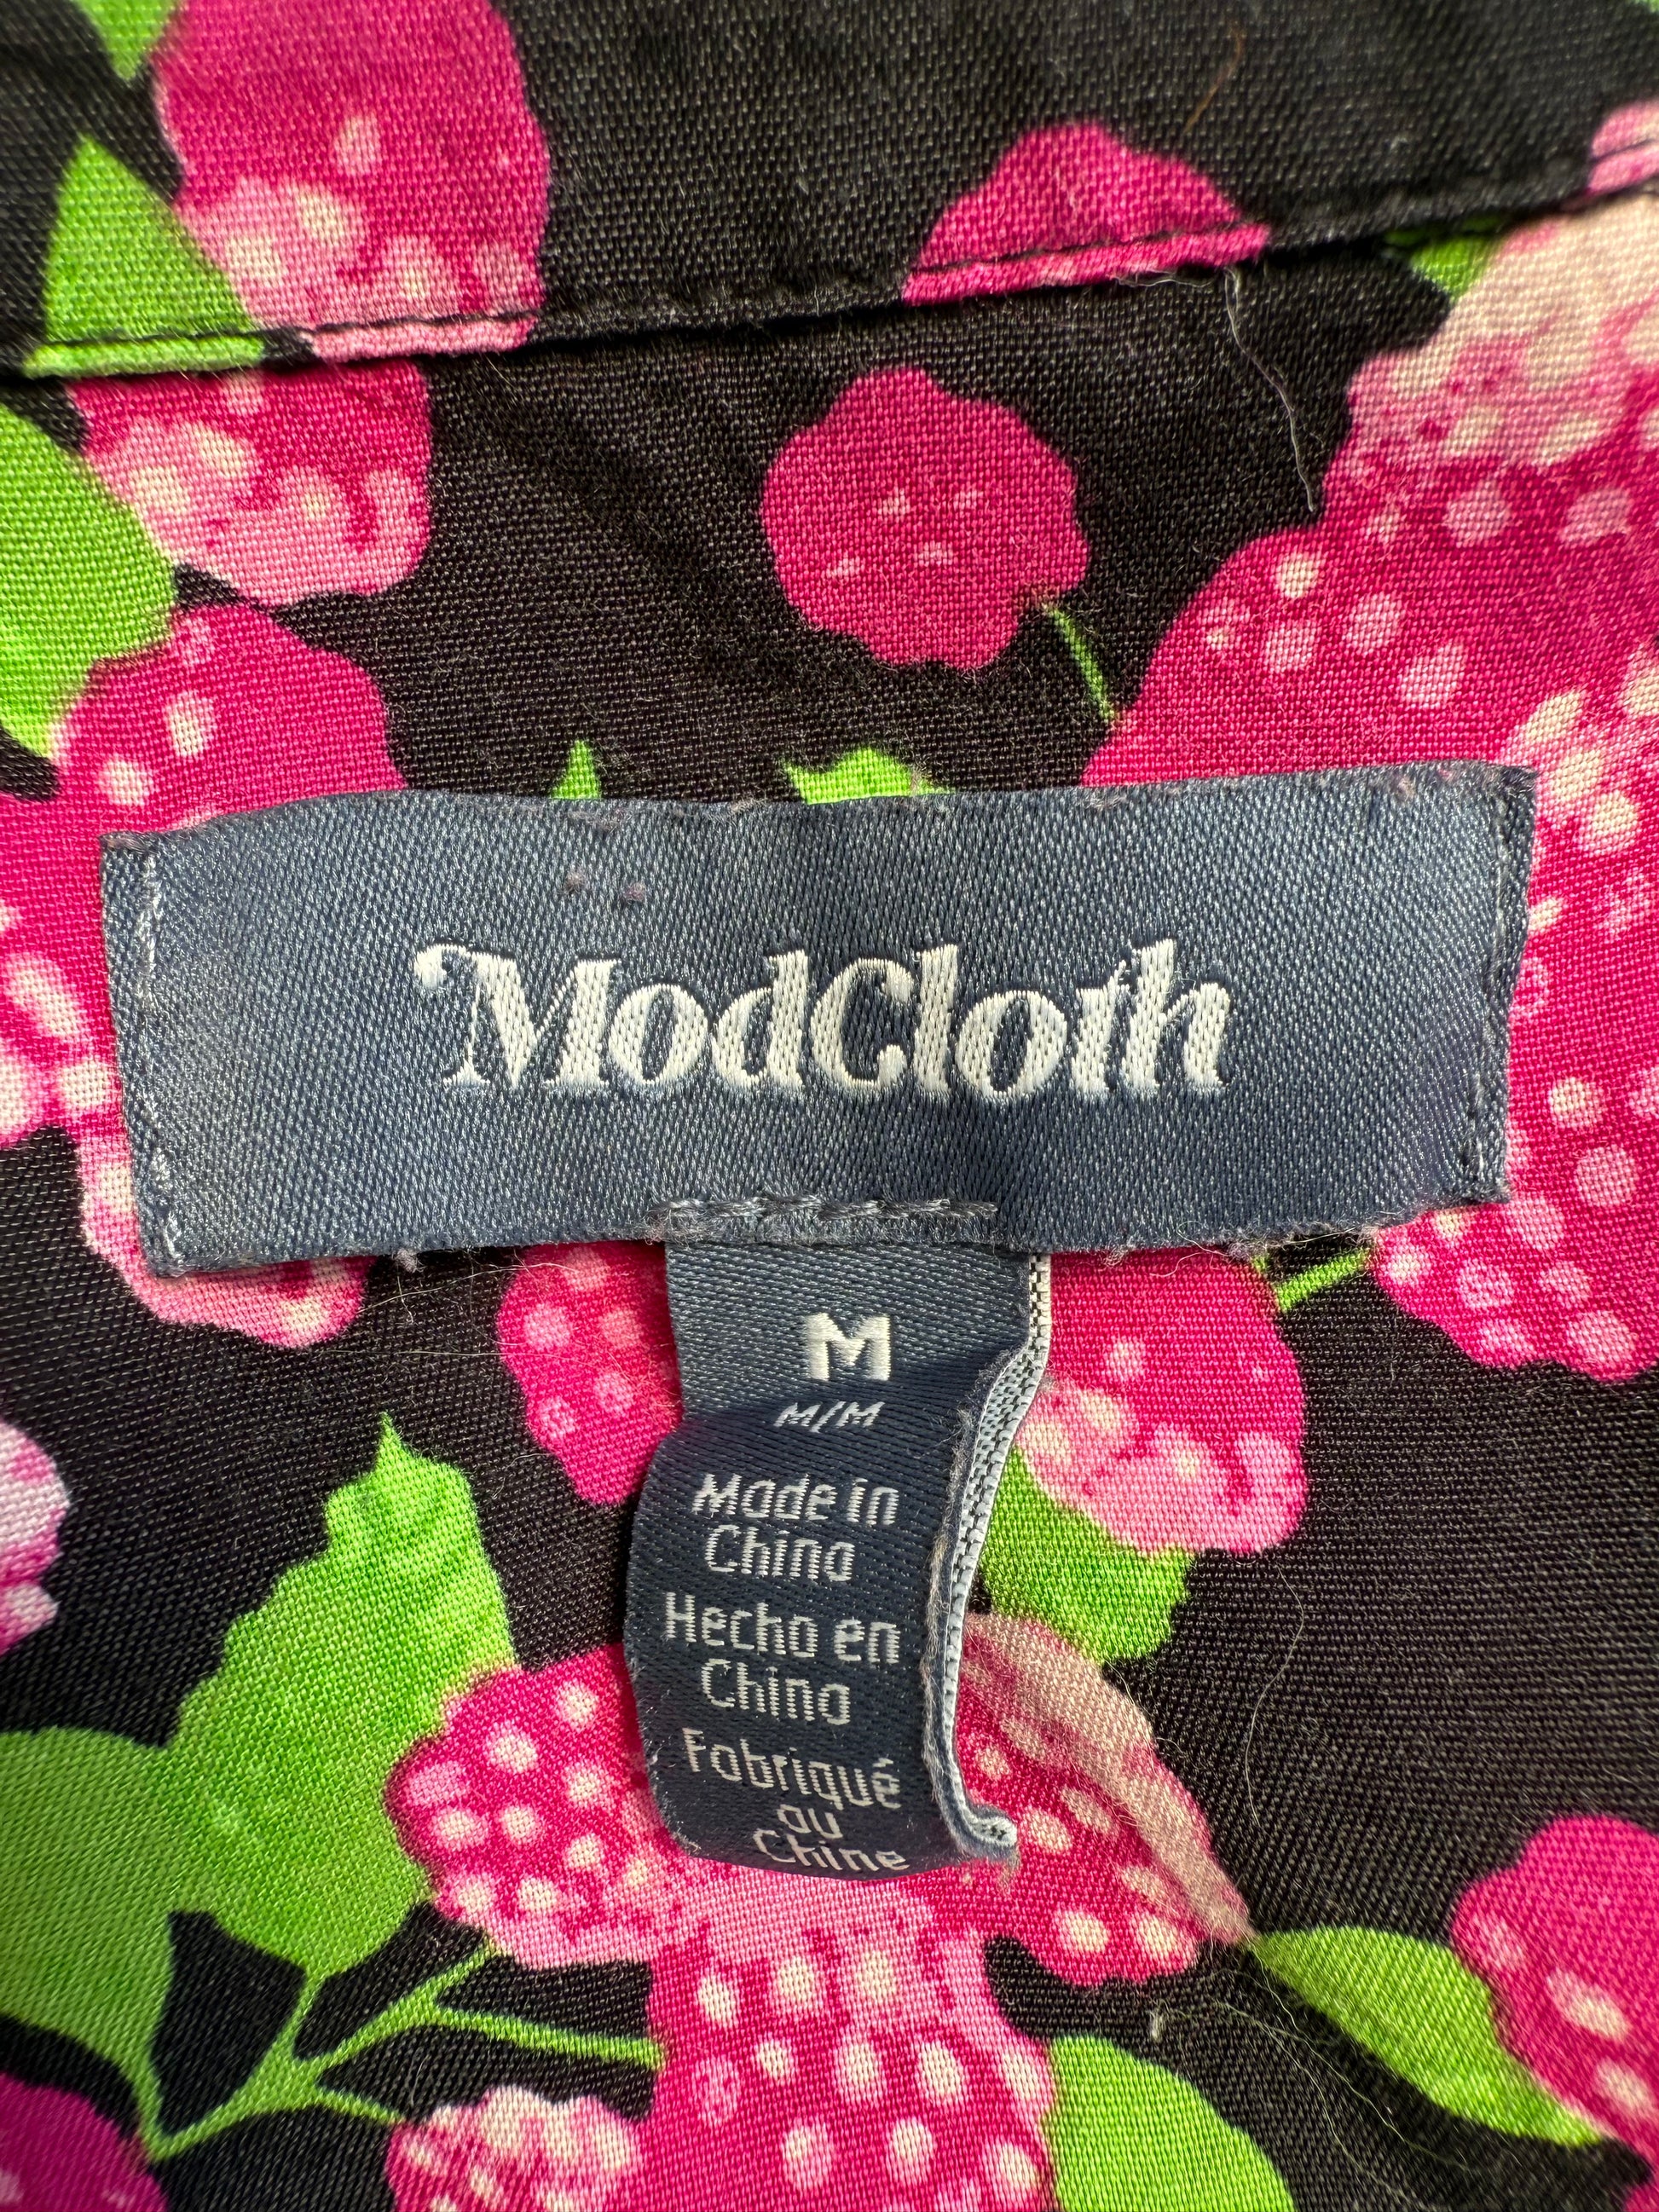 ModCloth
M
M/M
Made in
China
Hecho en
China
Fabriqué
au
Chine